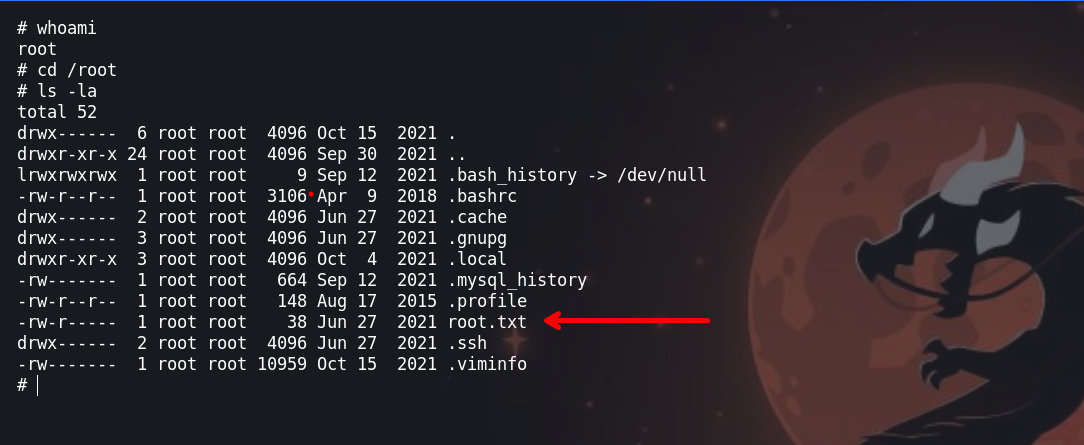 # whoami
root
# cd /root
# ls -la
total 52
drwx------  6 root root  4096 Oct 15  2021 .
drwxr-xr-x 24 root root  4096 Sep 30  2021 ..
lrwxrwxrwx  1 root root     9 Sep 12  2021 .bash_history -> /dev/null
-rw-r--r--  1 root root  3106 Apr  9  2018 .bashrc
drwx------  2 root root  4096 Jun 27  2021 .cache
drwx------  3 root root  4096 Jun 27  2021 .gnupg
drwxr-xr-x  3 root root  4096 Oct  4  2021 .local
-rw-------  1 root root   664 Sep 12  2021 .mysql_history
-rw-r--r--  1 root root   148 Aug 17  2015 .profile
-rw-r-----  1 root root    38 Jun 27  2021 root.txt
drwx------  2 root root  4096 Jun 27  2021 .ssh
-rw-------  1 root root 10959 Oct 15  2021 .viminfo
#